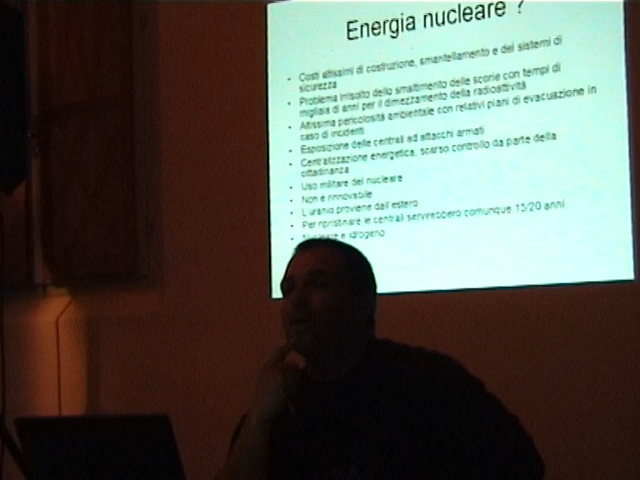 Energia nucleare ?
• Costi altissimi di costruzione, smantellamento e dei sistemi di
sicurezza
• Problema irrisolto dello smaltimento delle scorie con tempi di
migliaia di anni per il dimezzamento della radioattività
• Altissima pericolosità ambientale con relativi piani di evacuazione in
caso di incidenti
• Esposizione delle centrali ad attacchi armati
• Centralizzazione energetica, scarso controllo da parte della
cittadinanza
• Uso militare del nucleare
• Non è rinnovabile
• L'uranio proviene dall'estero
• Per ripristinare le centrali servirebbero comunque 15/20 anni
• Nucleare e idrogeno